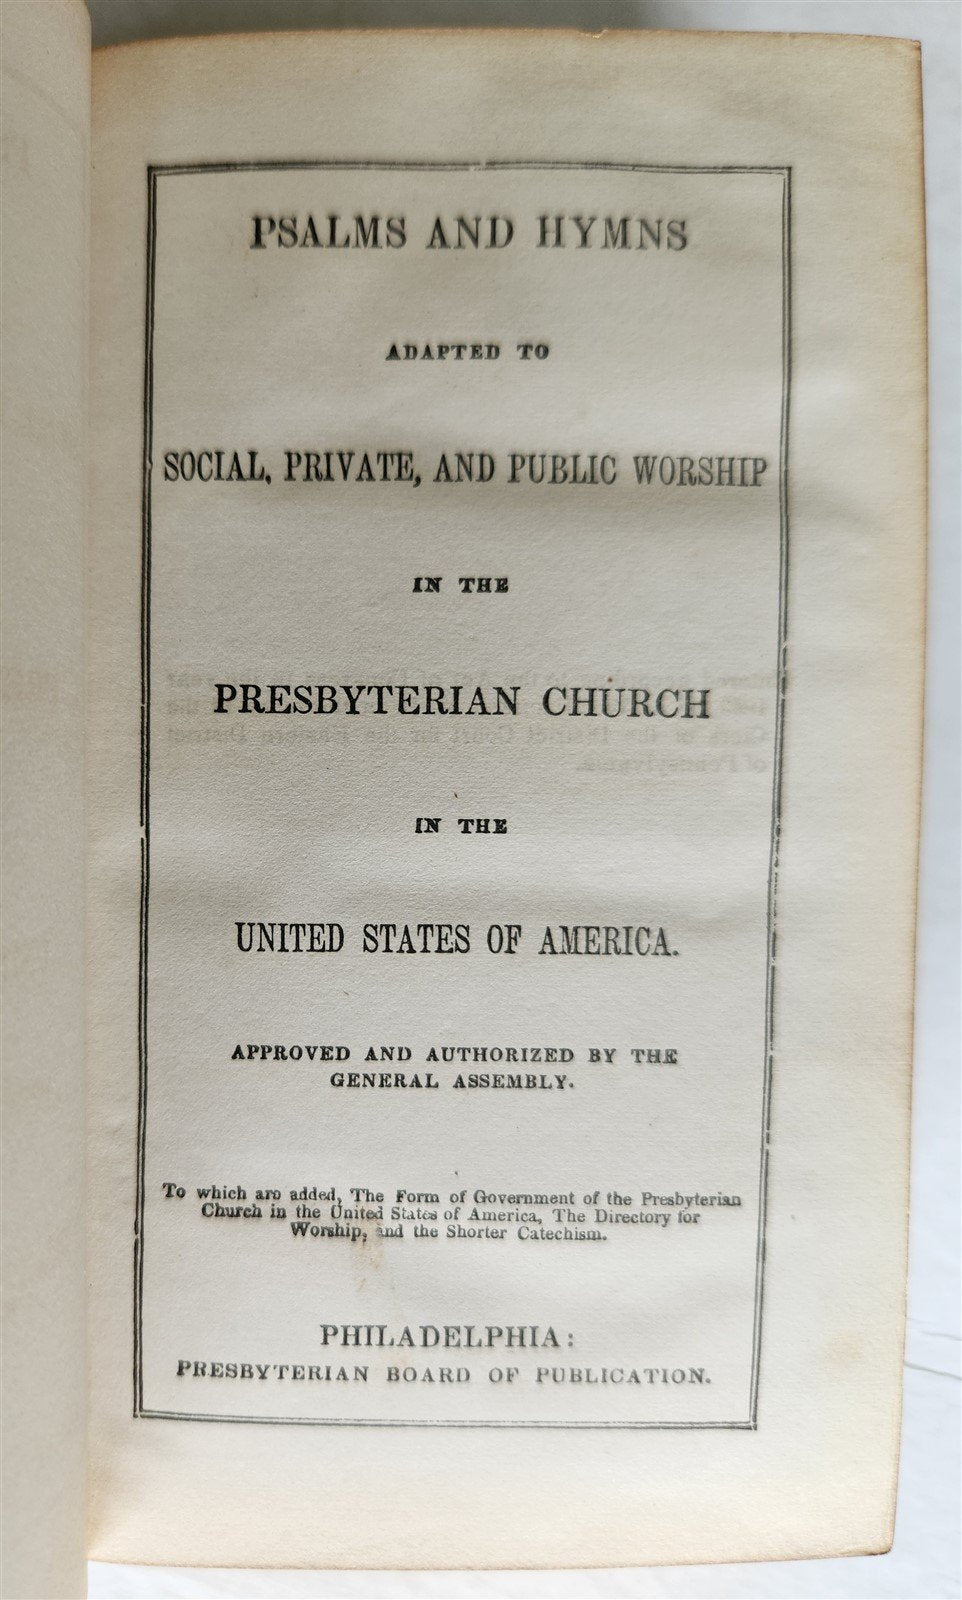 PSALMS AND HYMNS
ADAPTED TO
SOCIAL, PRIVATE, AND PUBLIC WORSHIP
IN THE
PRESBYTERIAN CHURCH
IN THE
UNITED STATES OF AMERICA.
APPROVED AND AUTHORIZED BY THE
GENERAL ASSEMBLY.
To which are added, The Form of Government of the Presbyterian
Church in the United States of America, The Directory for
Worship, and the Shorter Catechism.
PHILADELPHIA:
PRESBYTERIAN BOARD OF PUBLICATION.